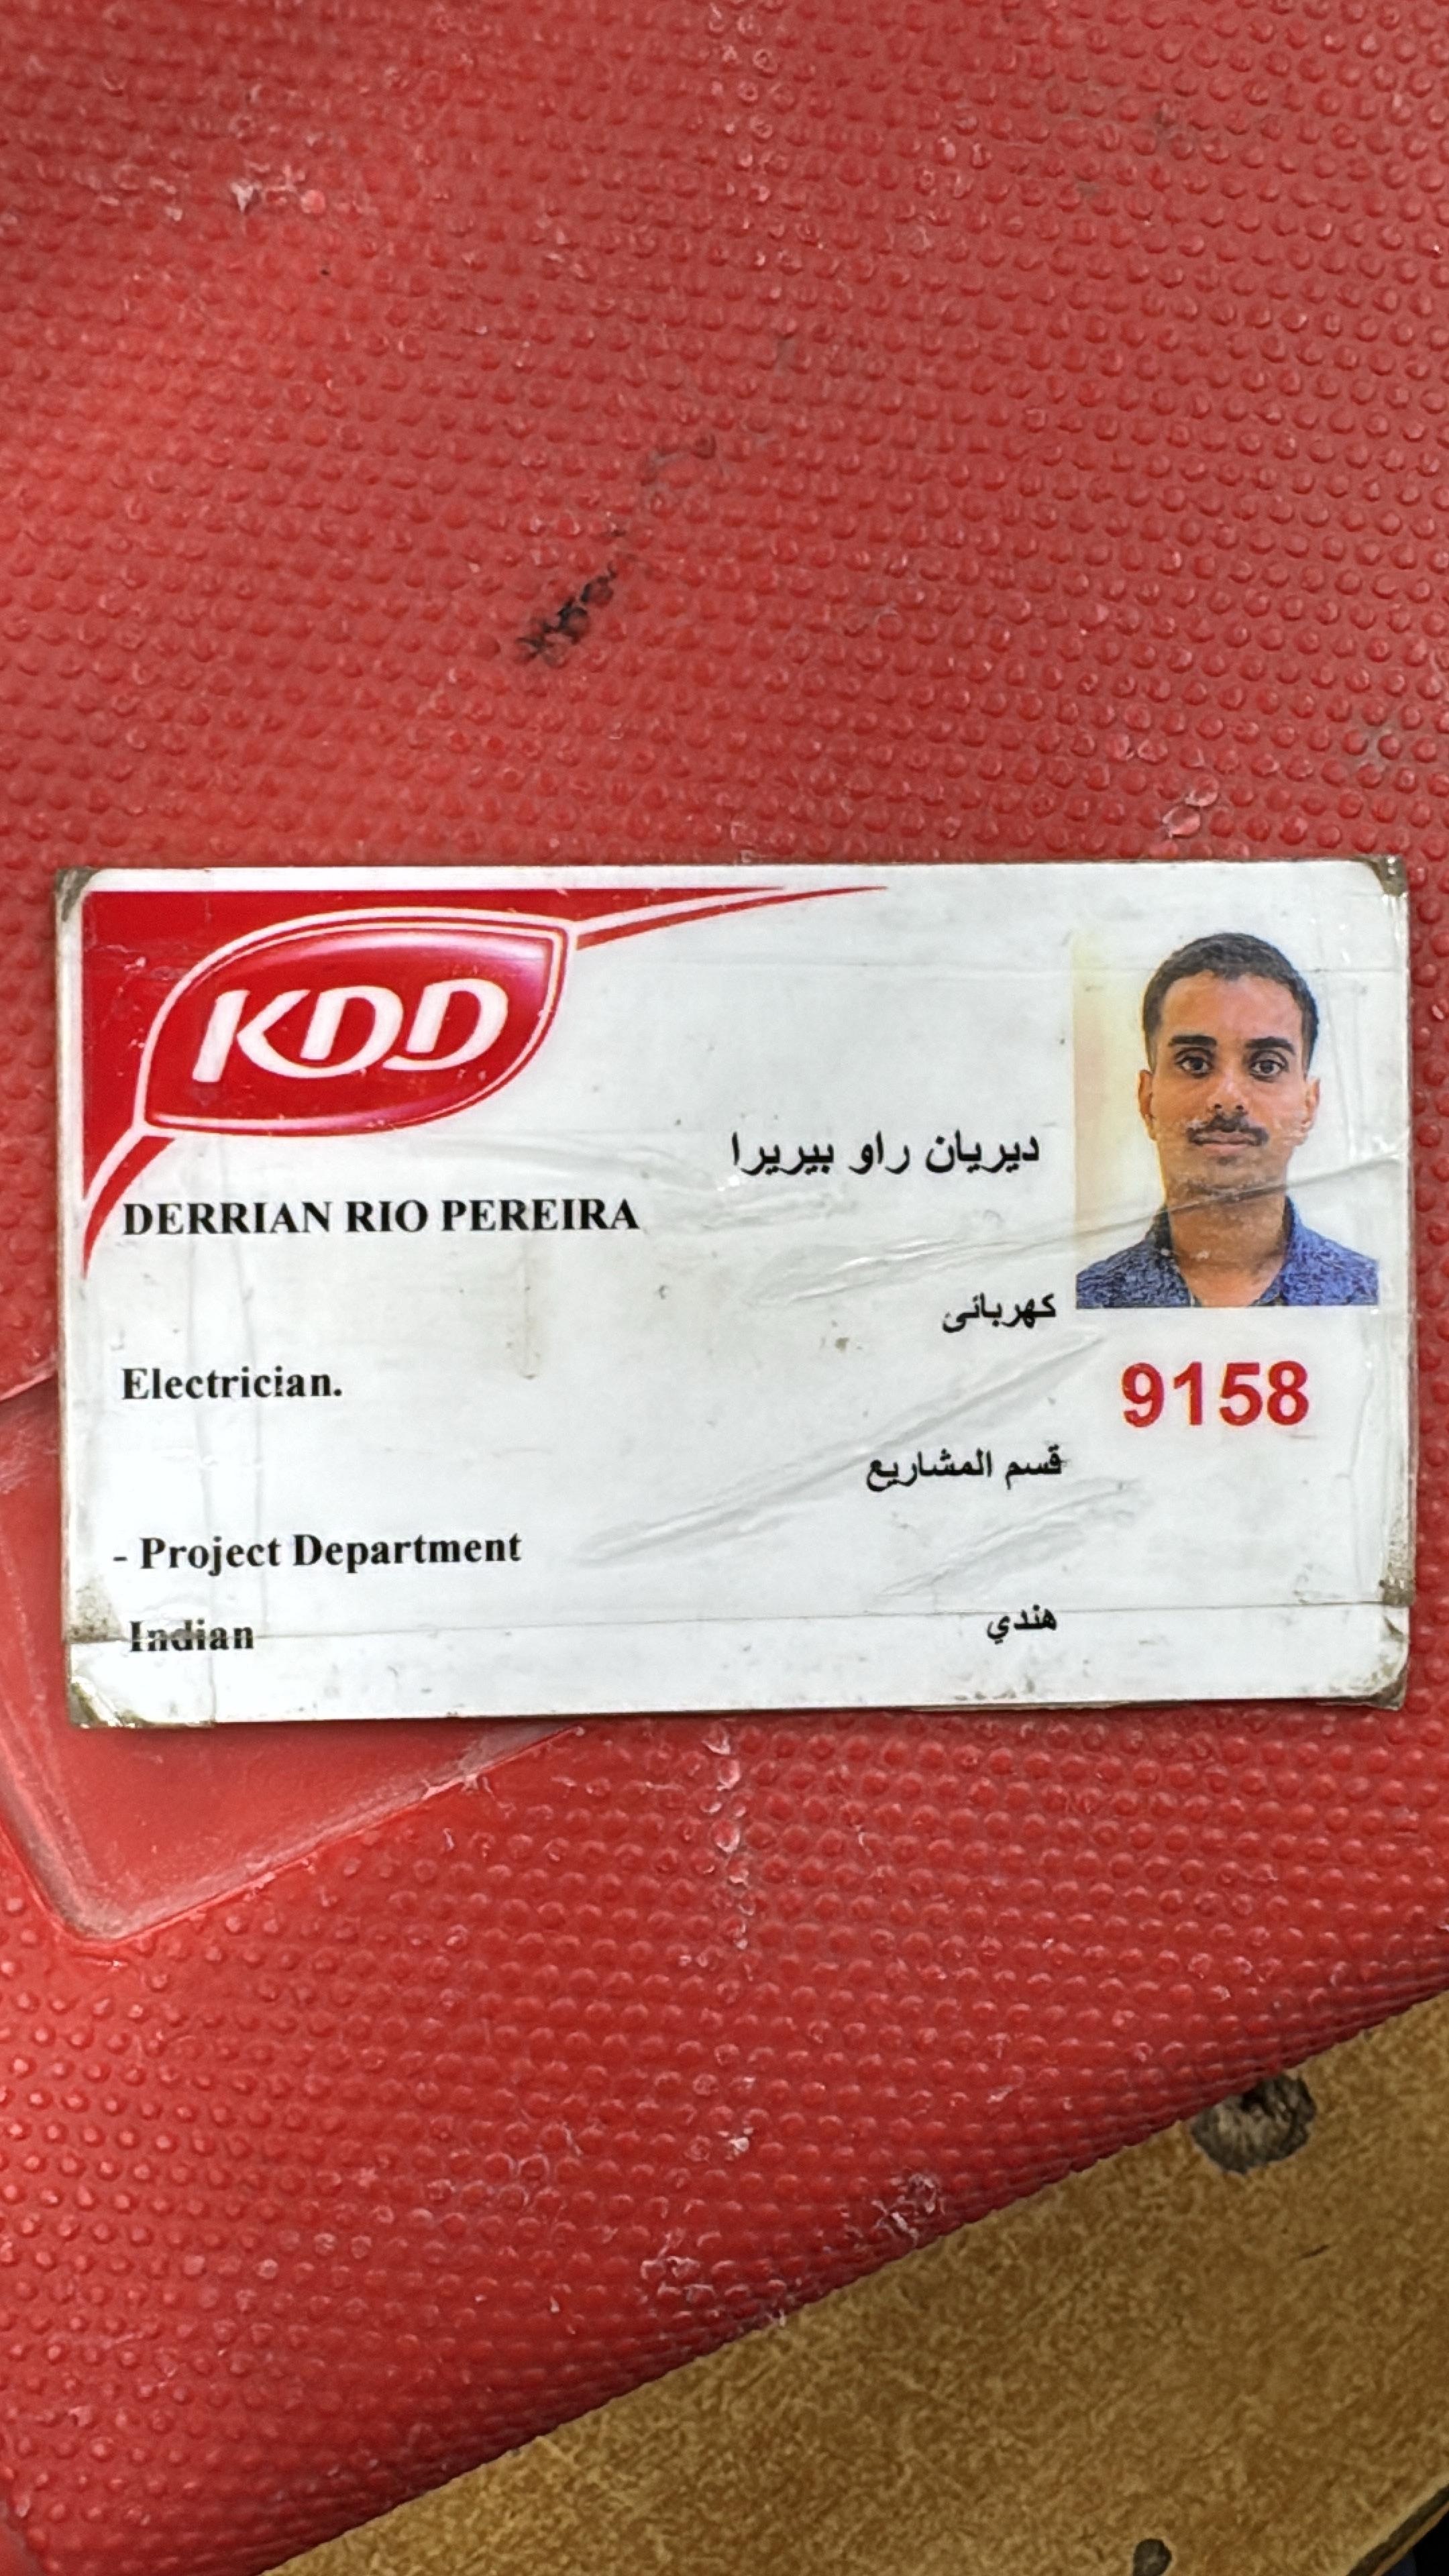 KDD
ديريان راو بيريرا
DERRIAN RIO PEREIRA
كهربائى
Electrician.
9158
قسم المشاريع
- Project Department
هندي
Indian